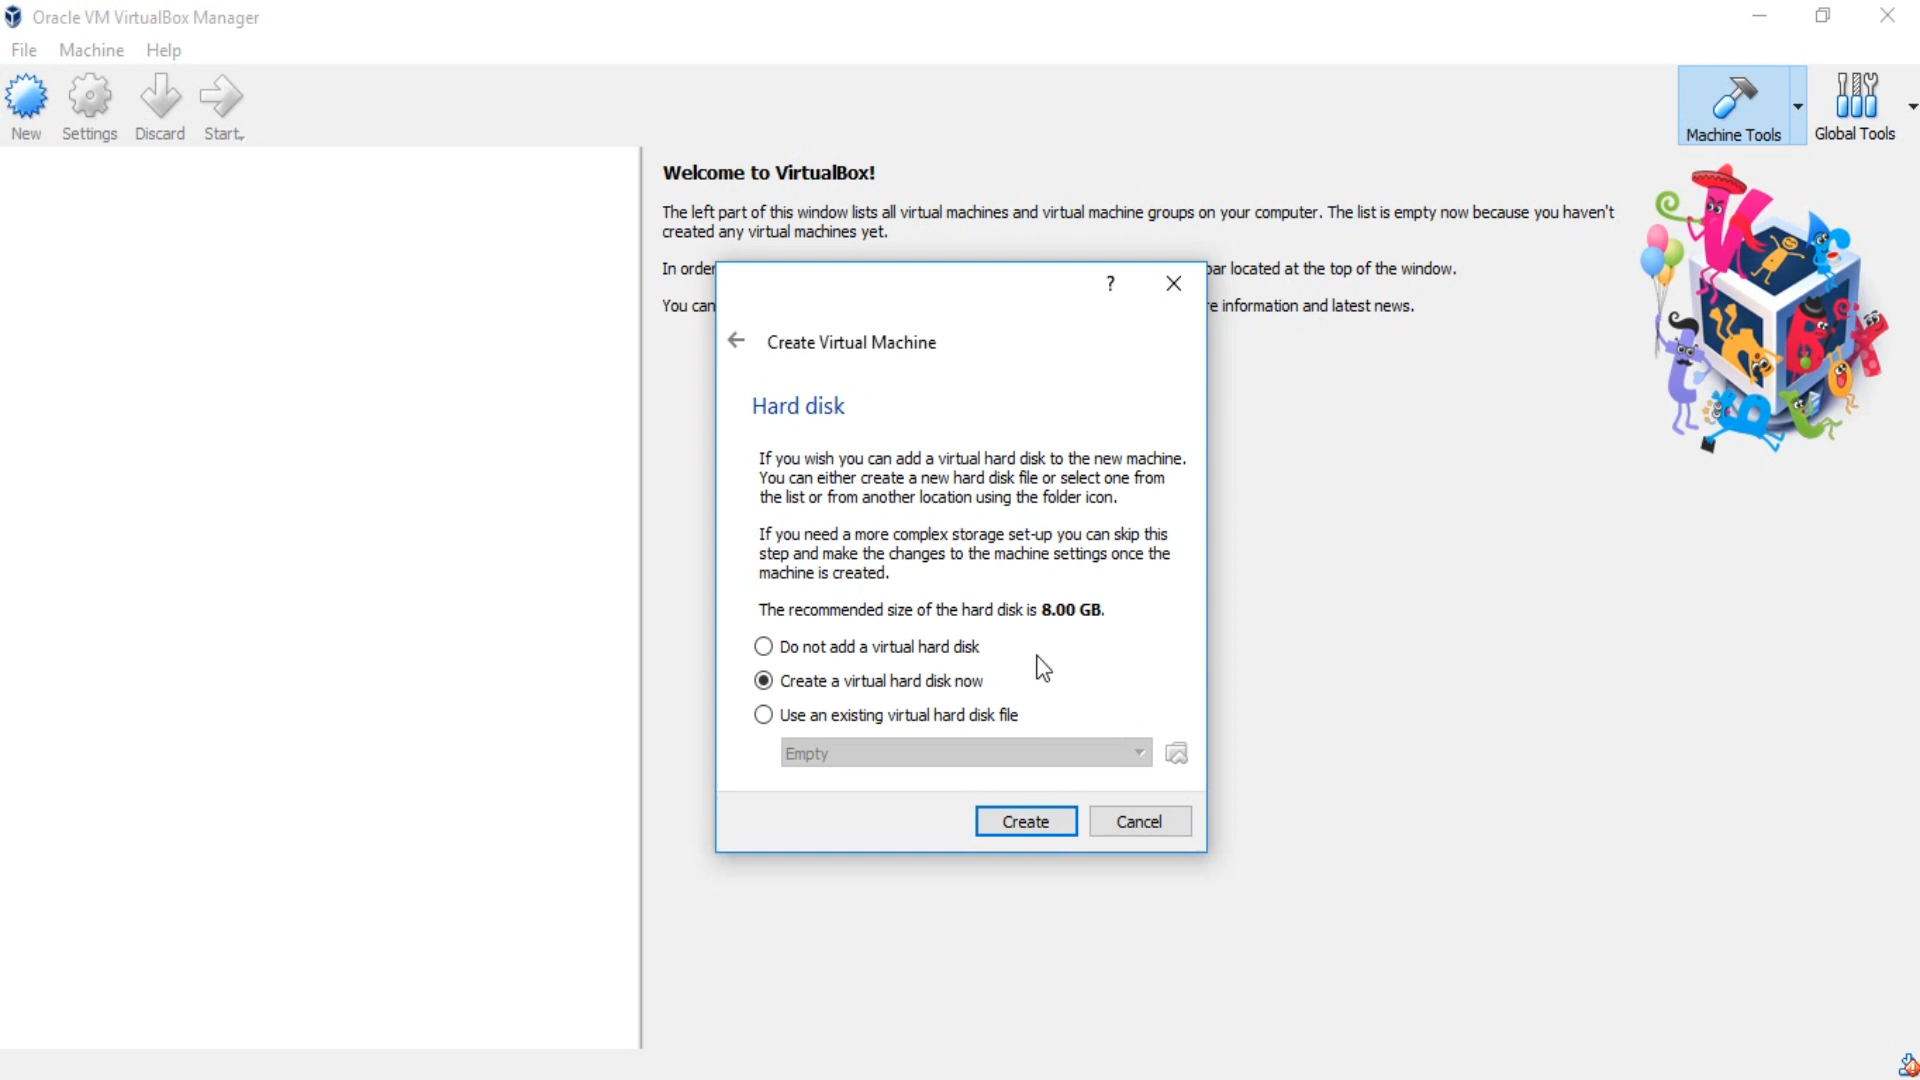 Oracle VM VirtualBox Manager
File Machine Help
New Settings Discard Start
Machine Tools Global Tools
Welcome to VirtualBox!
The left part of this window lists all virtual machines and virtual machine groups on your computer. The list is empty now because you haven't
created any virtual machines yet.
In order
bar located at the top of the window.
You can
re information and latest news.
?
Create Virtual Machine
Hard disk
If you wish you can add a virtual hard disk to the new machine.
You can either create a new hard disk file or select one from
the list or from another location using the folder icon.
If you need a more complex storage set-up you can skip this
step and make the changes to the machine settings once the
machine is created.
The recommended size of the hard disk is 8.00 GB.
Do not add a virtual hard disk
Create a virtual hard disk now
Use an existing virtual hard disk file
Empty
Create Cancel